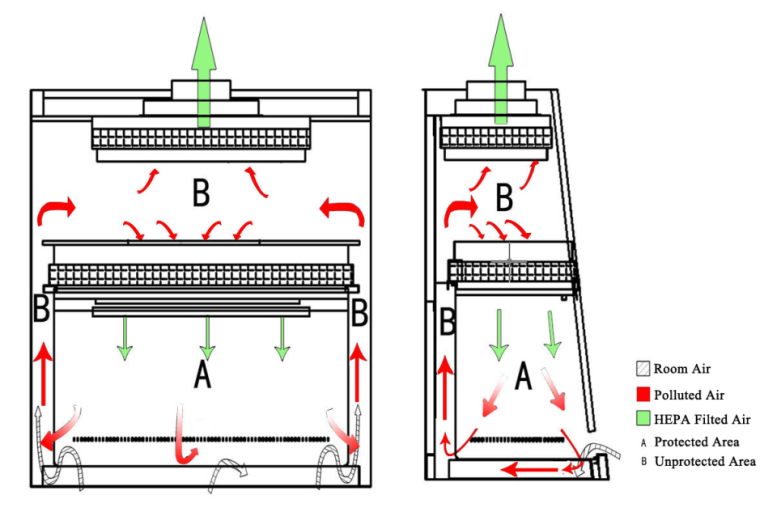 B
B
B
A
B
B
A
Room Air
Polluted Air
HEPA Filted Air
A Protected Area
B Unprotected Area